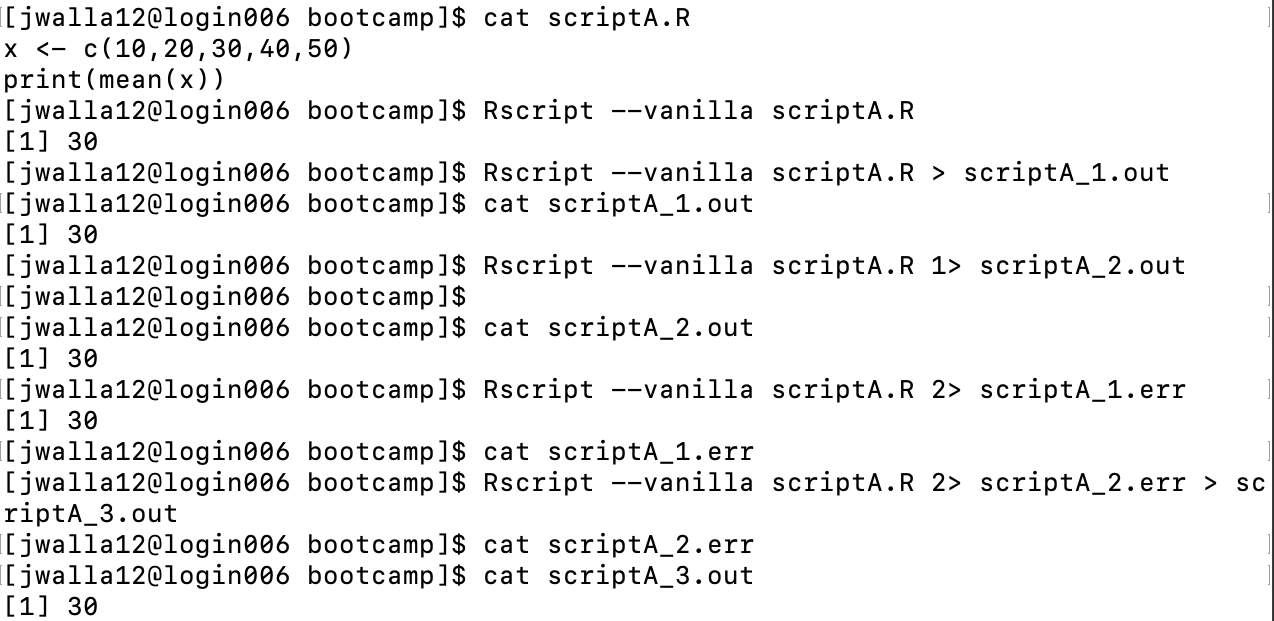 [jwalla12@login006 bootcamp]$ cat scriptA.R
x <- c(10,20,30,40,50)
print(mean(x))
[jwalla12@login006 bootcamp]$ Rscript --vanilla scriptA.R
[1] 30
[jwalla12@login006 bootcamp]$ Rscript --vanilla scriptA.R > scriptA_1.out
[jwalla12@login006 bootcamp]$ cat scriptA_1.out
[1] 30
[jwalla12@login006 bootcamp]$ Rscript --vanilla scriptA.R 1> scriptA_2.out
[jwalla12@login006 bootcamp]$
[jwalla12@login006 bootcamp]$ cat scriptA_2.out
[1] 30
[jwalla12@login006 bootcamp]$ Rscript --vanilla scriptA.R 2> scriptA_1.err
[1] 30
[jwalla12@login006 bootcamp]$ cat scriptA_1.err
[jwalla12@login006 bootcamp]$ Rscript --vanilla scriptA.R 2> scriptA_2.err > sc
riptA_3.out
[jwalla12@login006 bootcamp]$ cat scriptA_2.err
[jwalla12@login006 bootcamp]$ cat scriptA_3.out
[1] 30